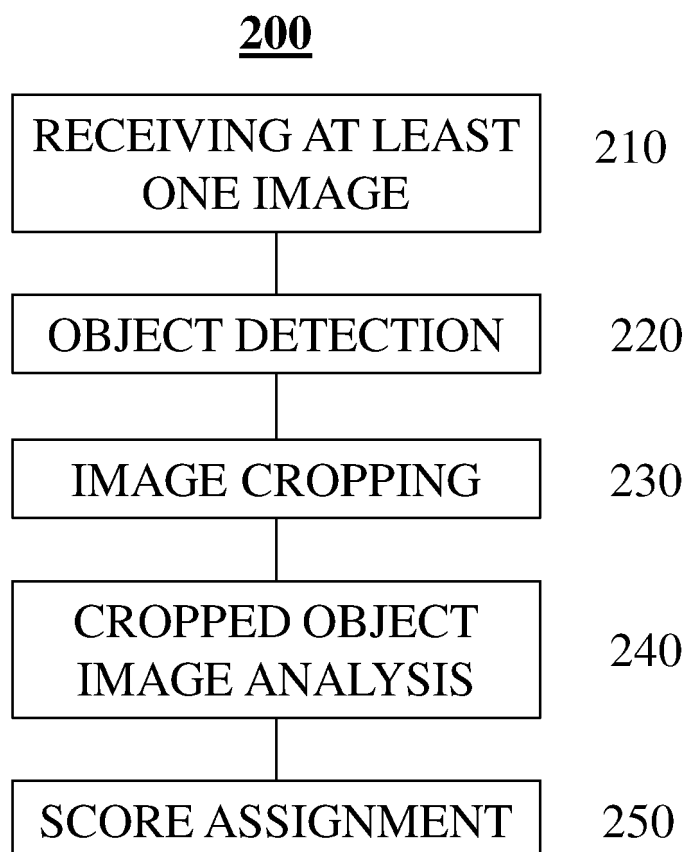 200
RECEIVING AT LEAST
ONE IMAGE
210
OBJECT DETECTION
220
IMAGE CROPPING
230
CROPPED OBJECT
IMAGE ANALYSIS
240
SCORE ASSIGNMENT
250